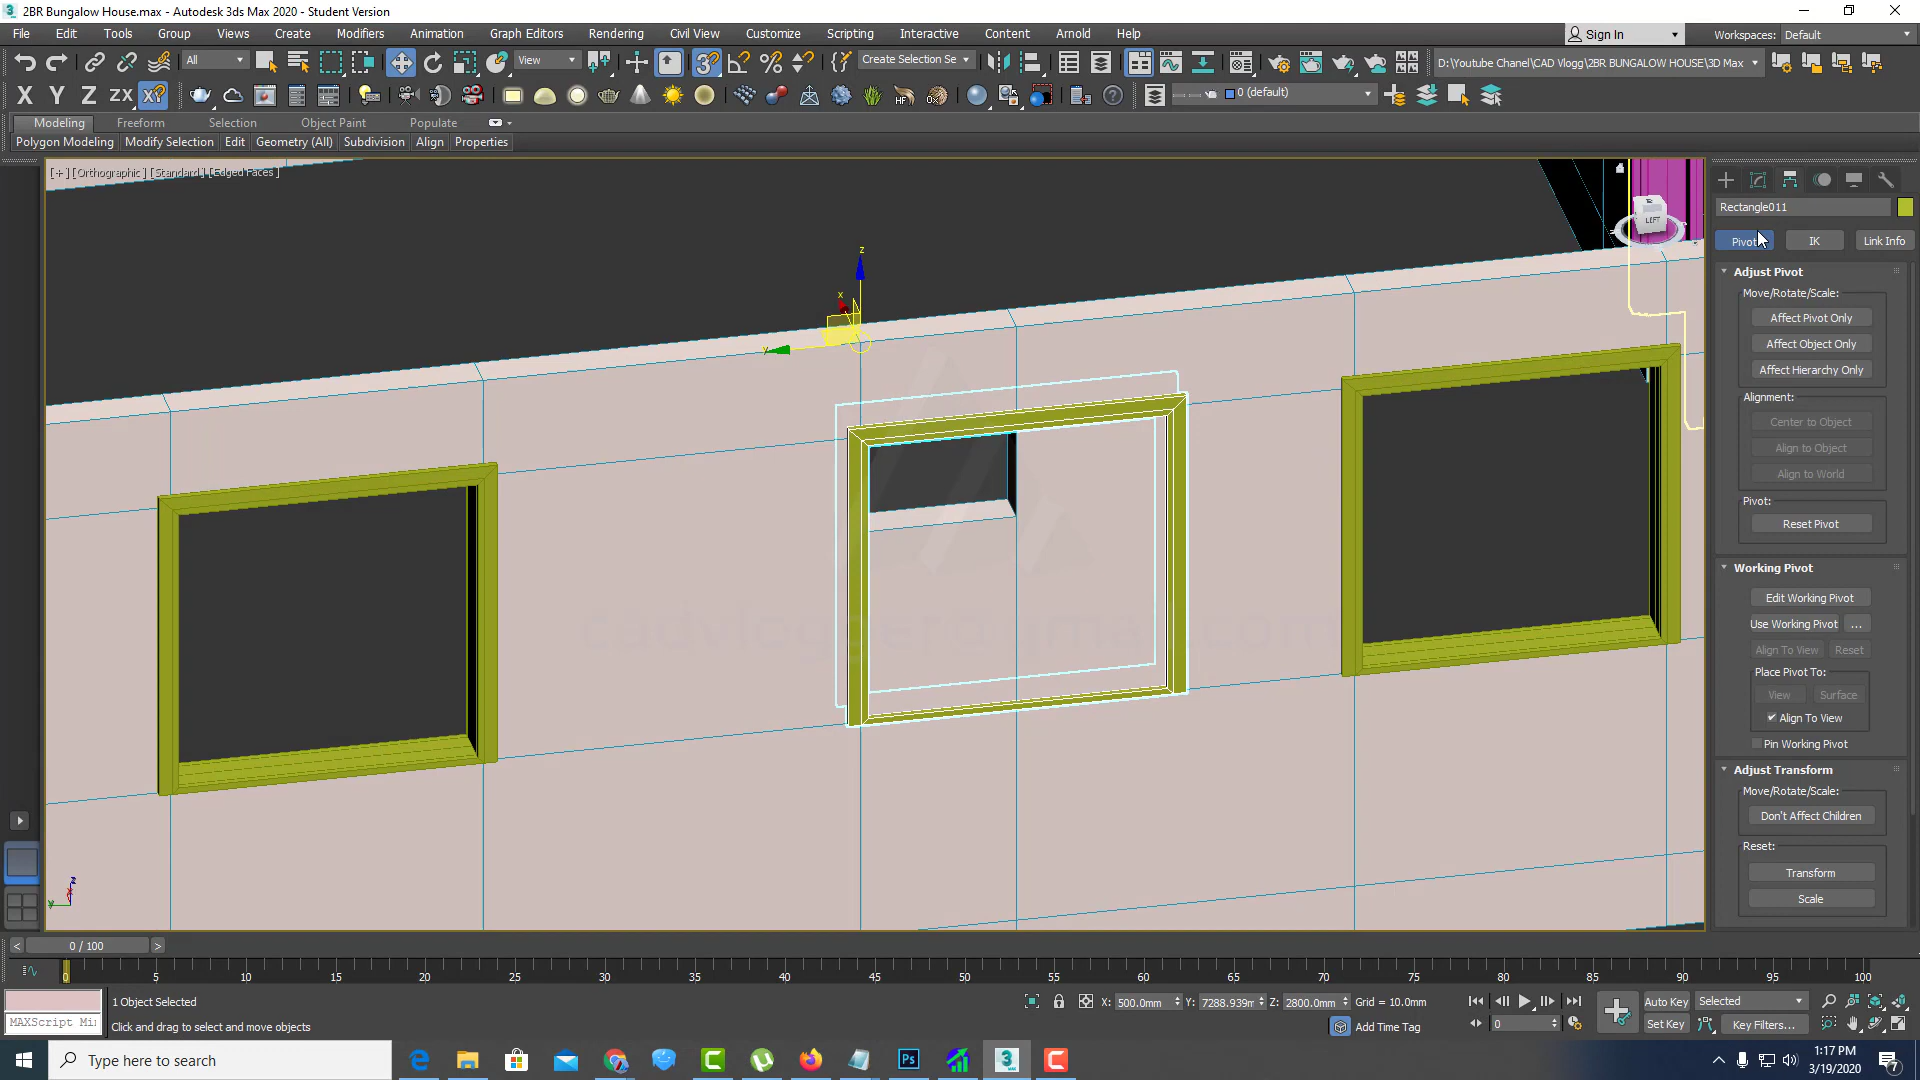 2BR Bungalow House.max - Autodesk 3ds Max 2020 - Student Version
File Edit Tools Group Views Create Modifiers Animation Graph Editors Rendering Civil View Customize Scripting Interactive Content Arnold Help
Sign In
Workspaces: Default
All
View
Create Selection Se
D:\Youtube Chanel\CAD Vlogg\2BR BUNGALOW HOUSE\3D Max
X Y Z ZX XY
HF
0 (default)
Modeling Freeform Selection Object Paint Populate
Polygon Modeling Modify Selection Edit Geometry (All) Subdivision Align Properties
[+] [Orthographic] [Standard] [Edged Faces]
LEFT
z
x
y
Rectangle011
Pivot IK Link Info
Adjust Pivot
Move/Rotate/Scale:
Affect Pivot Only
Affect Object Only
Affect Hierarchy Only
Alignment:
Center to Object
Align to Object
Align to World
Pivot:
Reset Pivot
Working Pivot
Edit Working Pivot
Use Working Pivot ...
Align To View Reset
Place Pivot To:
View Surface
Align To View
Pin Working Pivot
Adjust Transform
Move/Rotate/Scale:
Don't Affect Children
Reset:
Transform
Scale
z
x
y
< 0 / 100 >
0 5 10 15 20 25 30 35 40 45 50 55 60 65 70 75 80 85 90 95 100
1 Object Selected
X: 500.0mm Y: 7288.939m Z: 2800.0mm Grid = 10.0mm
Auto Key Selected
MAXScript Mi
Click and drag to select and move objects
Add Time Tag
0
Set Key Key Filters...
Type here to search
Ps
3
MAX
1:17 PM
3/19/2020
7